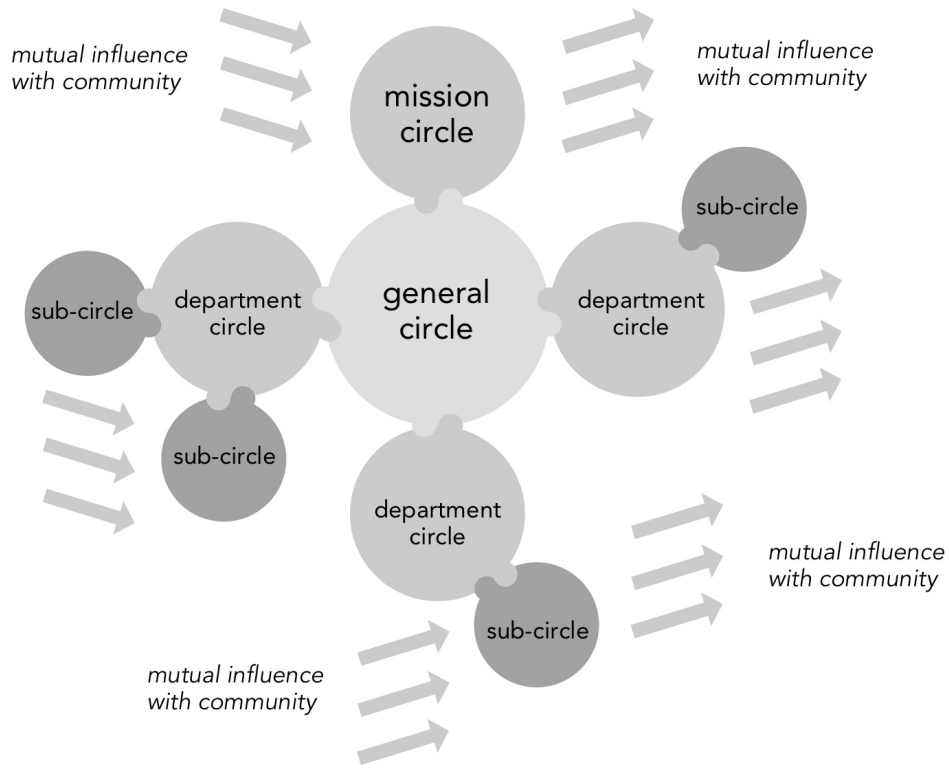 mutual influence
with community
mission
circle
mutual influence
with community
sub-circle
sub-circle
department
circle
general
circle
department
circle
sub-circle
department
circle
sub-circle
mutual influence
with community
mutual influence
with community